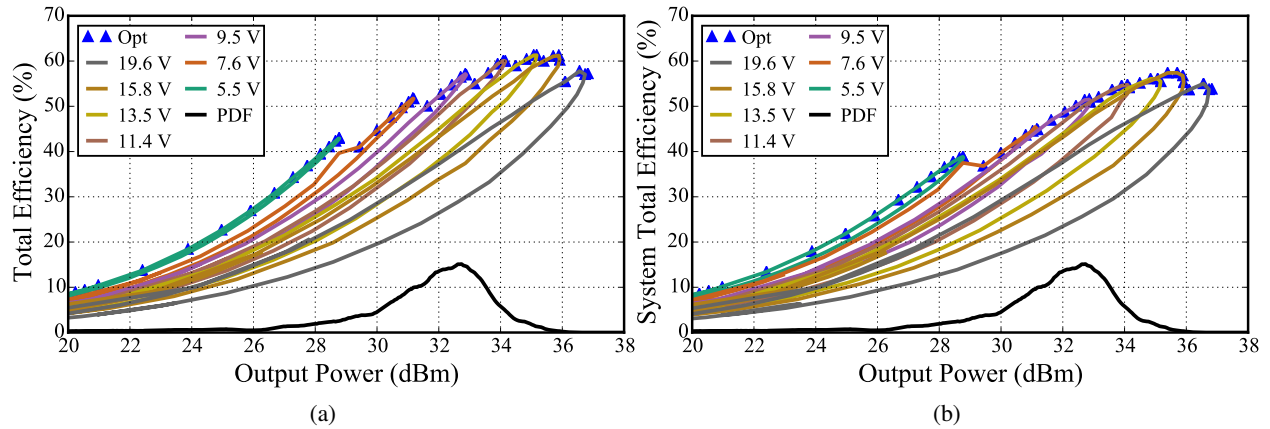 70
60
50
40
30
20
10
0
Total Efficiency (%)
Opt
19.6 V
15.8 V
13.5 V
11.4 V
9.5 V
7.6 V
5.5 V
PDF
20 22 24 26 28 30 32 34 36 38
Output Power (dBm)
(a)
70
60
50
40
30
20
10
0
System Total Efficiency (%)
Opt
19.6 V
15.8 V
13.5 V
11.4 V
9.5 V
7.6 V
5.5 V
PDF
20 22 24 26 28 30 32 34 36 38
Output Power (dBm)
(b)